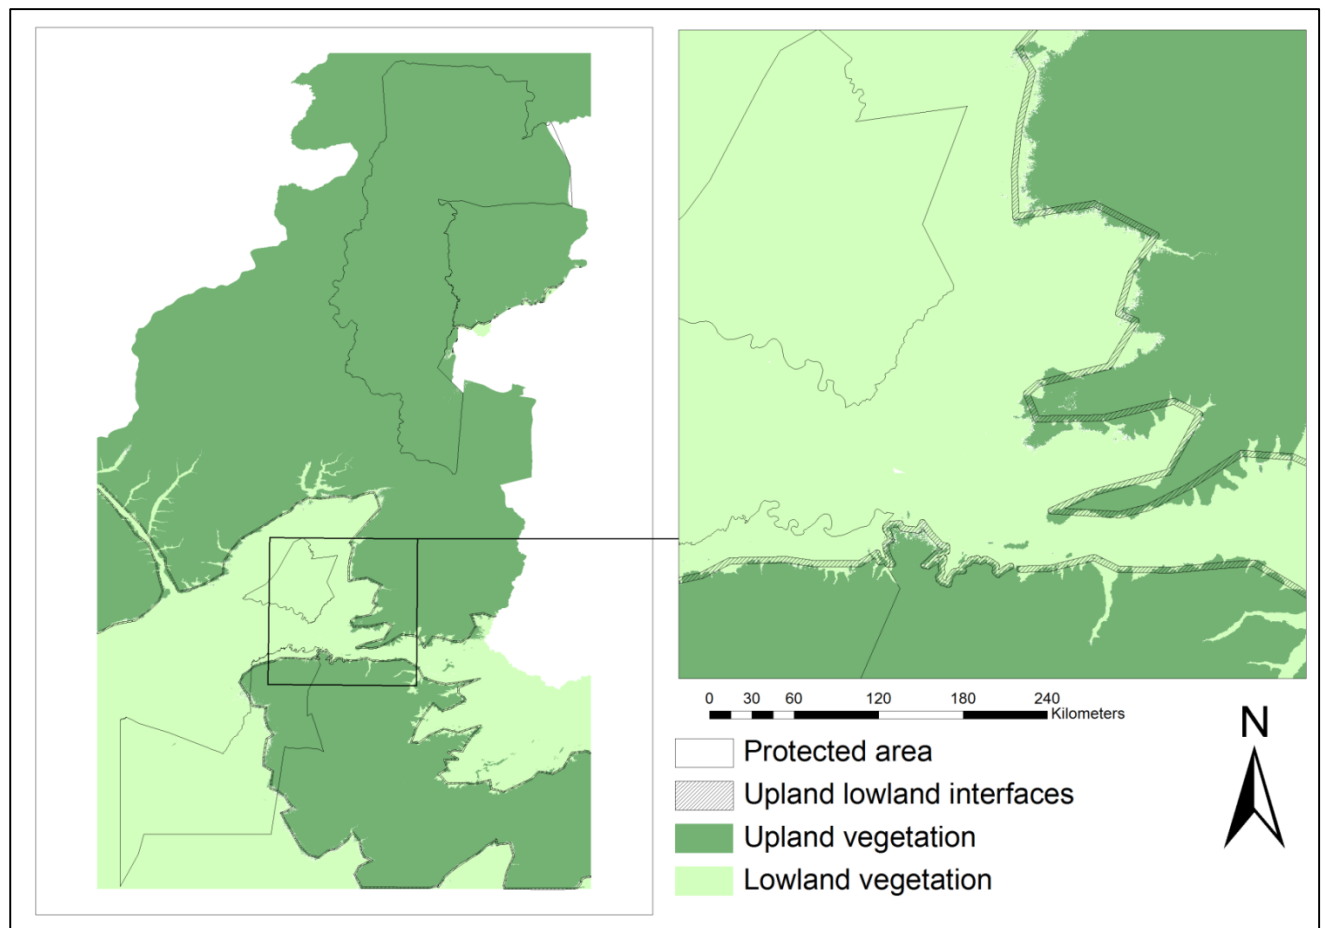 0 30 60 120 180 240
Kilometers
Protected area
Upland lowland interfaces
Upland vegetation
Lowland vegetation
N